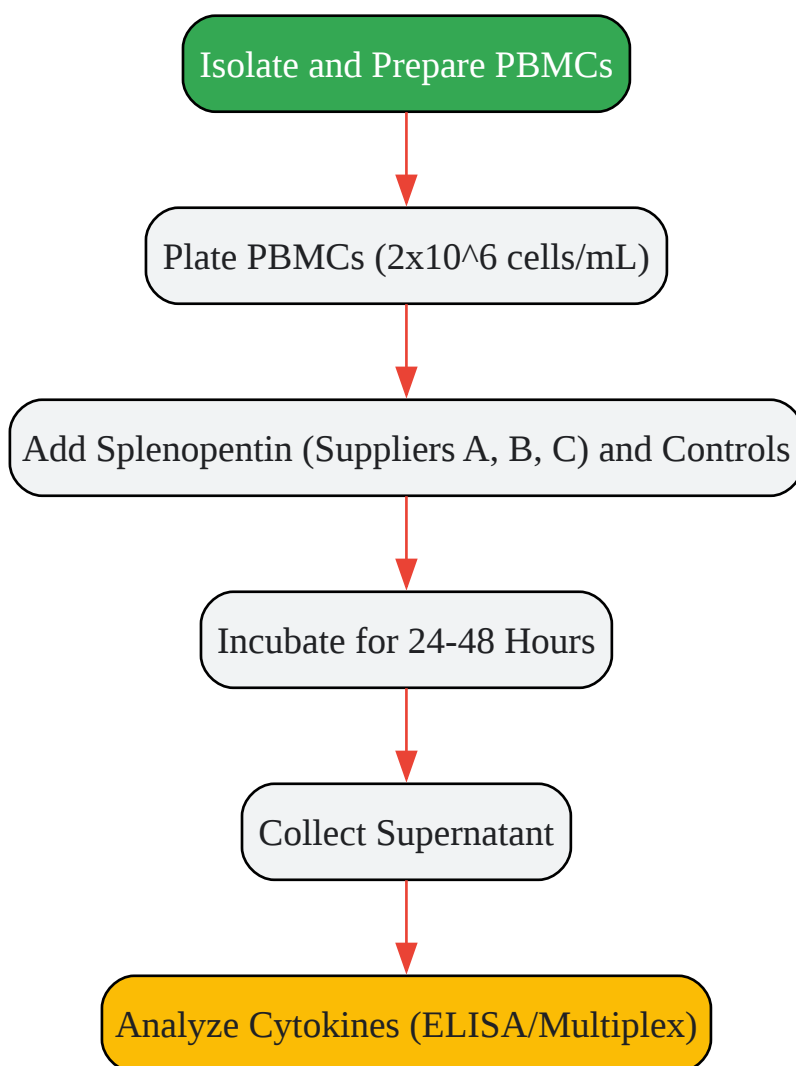 Isolate and Prepare PBMCs
Plate PBMCs (2x10^6 cells/mL)
Add Splenopentin (Suppliers A, B, C) and Controls
Incubate for 24-48 Hours
Collect Supernatant
Analyze Cytokines (ELISA/Multiplex)